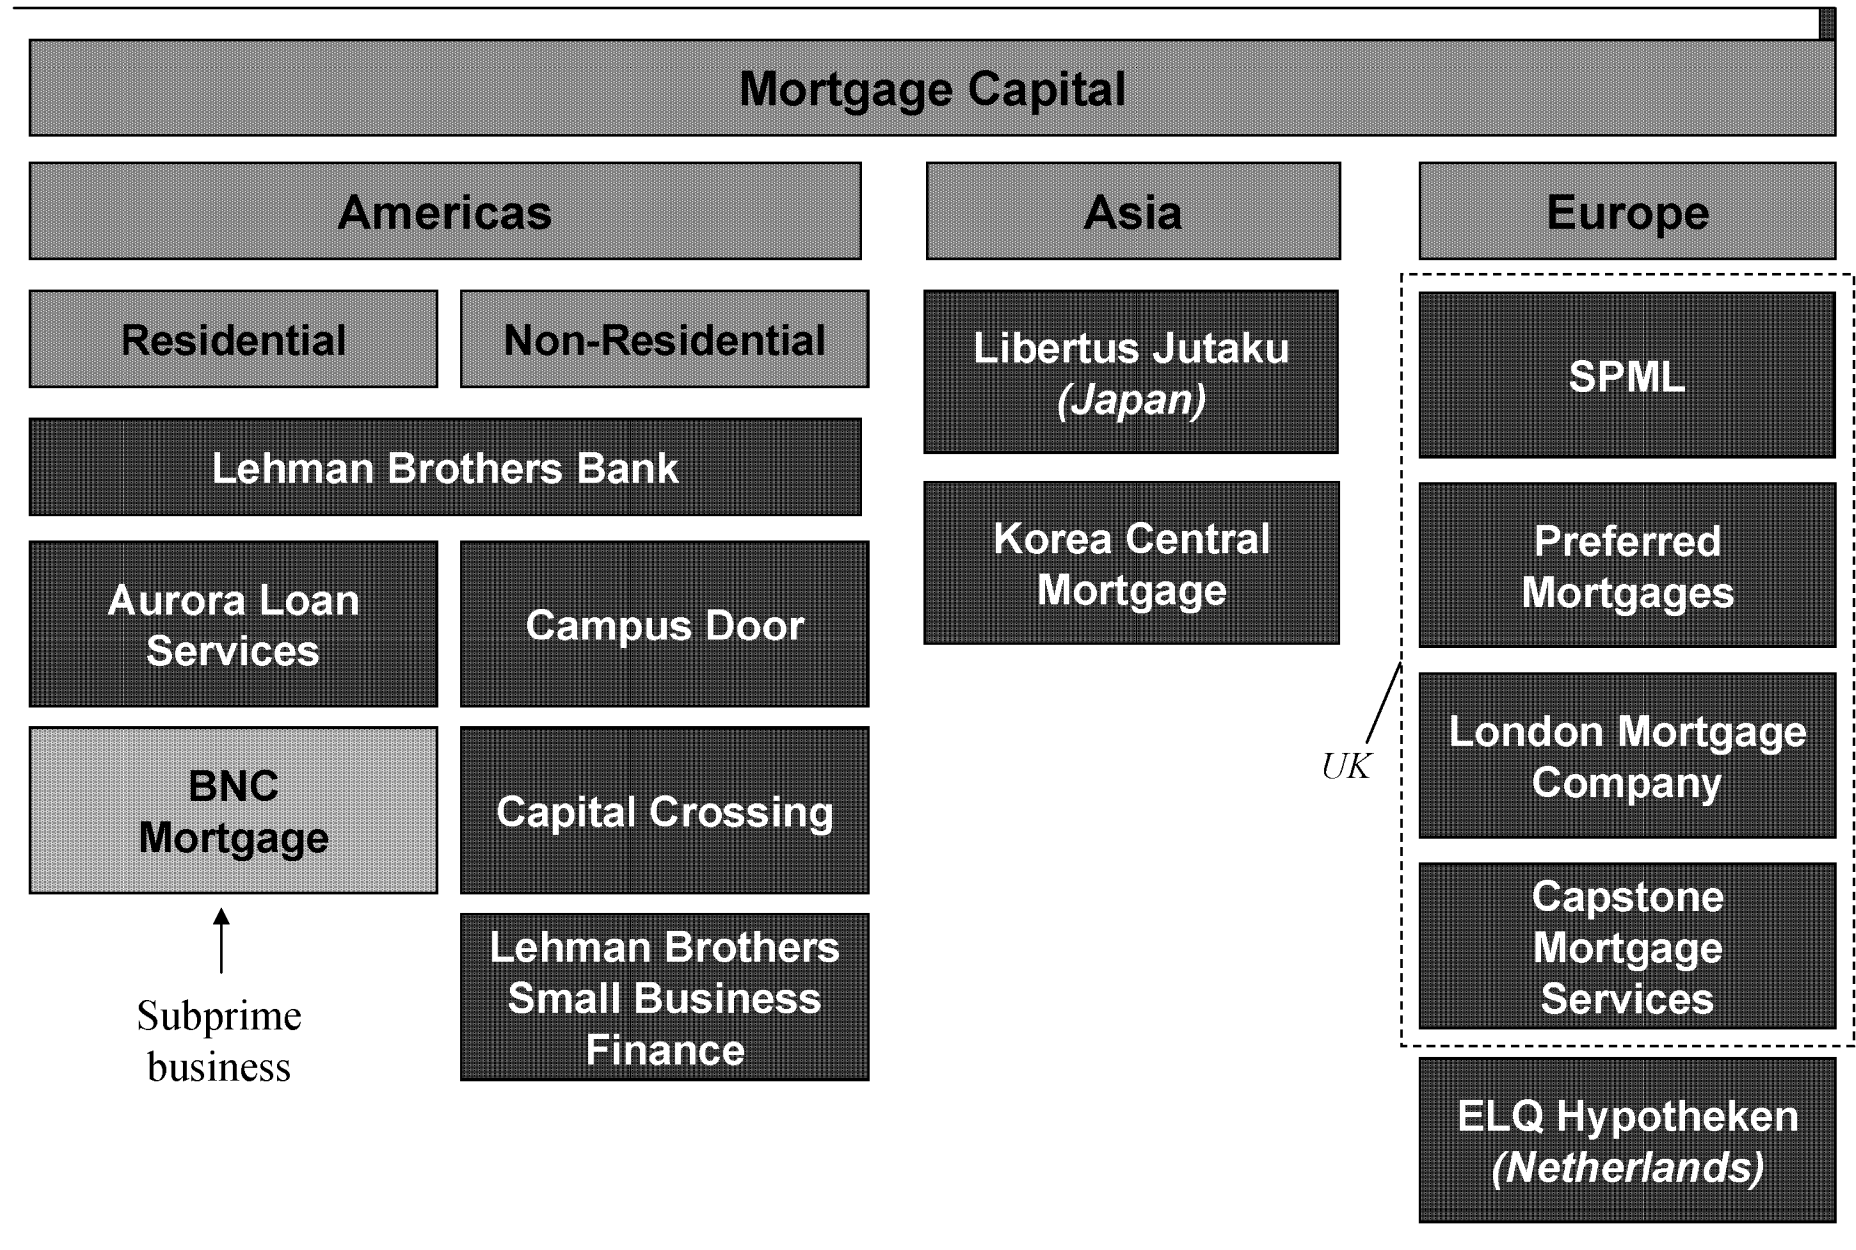 Mortgage Capital
Americas
Asia
Europe
Residential
Non-Residential
Lehman Brothers Bank
Aurora Loan
Services
Campus Door
BNC
Mortgage
Capital Crossing
Subprime
business
Lehman Brothers
Small Business
Finance
Libertus Jutaku
(Japan)
Korea Central
Mortgage
UK
SPML
Preferred
Mortgages
London Mortgage
Company
Capstone
Mortgage
Services
ELQ Hypotheken
(Netherlands)